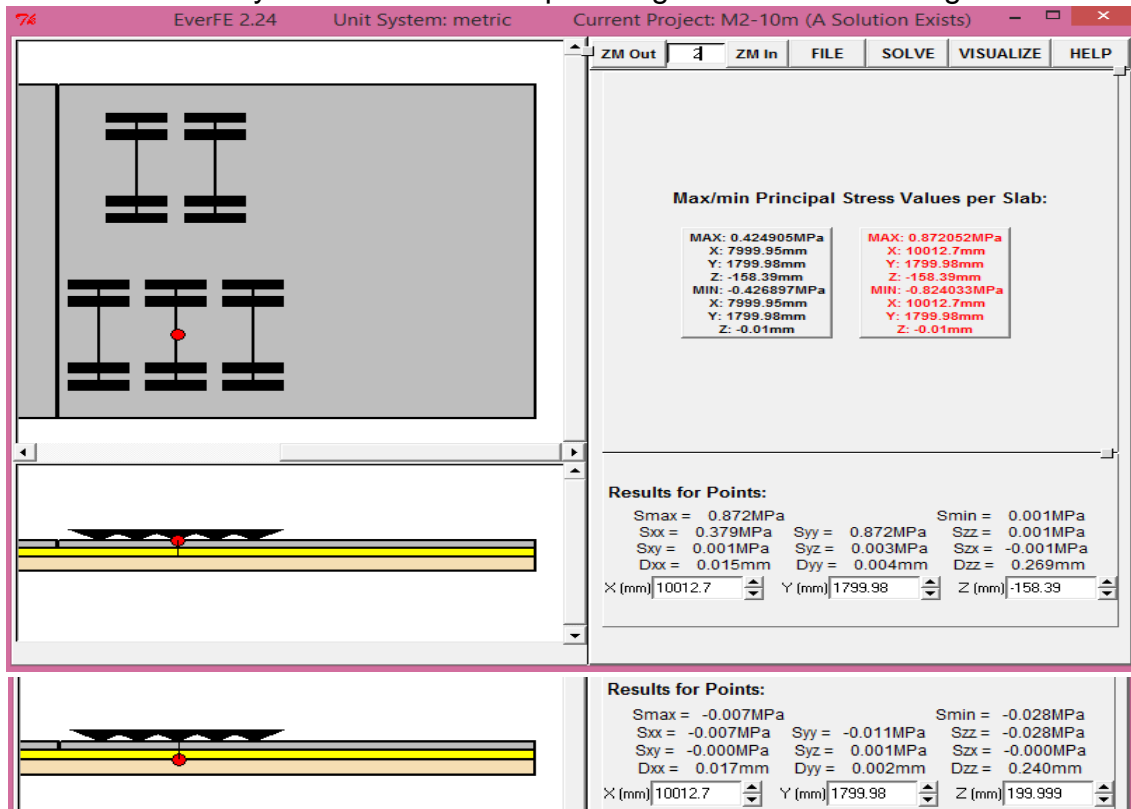 EverFE 2.24 Unit System: metric Current Project: M2-10m (A Solution Exists)
ZM Out ZM In FILE SOLVE VISUALIZE HELP
Max/min Principal Stress Values per Slab:
MAX: 0.424905MPa
X: 7999.95mm
Y: 1799.98mm
Z: -158.39mm
MIN: -0.426897MPa
X: 7999.95mm
Y: 1799.98mm
Z: -0.01mm
MAX: 0.872052MPa
X: 10012.7mm
Y: 1799.98mm
Z: -158.39mm
MIN: -0.824033MPa
X: 10012.7mm
Y: 1799.98mm
Z: -0.01mm
Results for Points:
Smax = 0.872MPa Smin = 0.001MPa
Sxx = 0.379MPa Syy = 0.872MPa Szz = 0.001MPa
Sxy = 0.001MPa Syz = 0.003MPa Szx = -0.001MPa
Dxx = 0.015mm Dyy = 0.004mm Dzz = 0.269mm
X (mm) 10012.7 Y (mm) 1799.98 Z (mm) -158.39
Results for Points:
Smax = -0.007MPa Smin = -0.028MPa
Sxx = -0.007MPa Syy = -0.011MPa Szz = -0.028MPa
Sxy = -0.000MPa Syz = 0.001MPa Szx = -0.000MPa
Dxx = 0.017mm Dyy = 0.002mm Dzz = 0.240mm
X (mm) 10012.7 Y (mm) 1799.98 Z (mm) 199.999